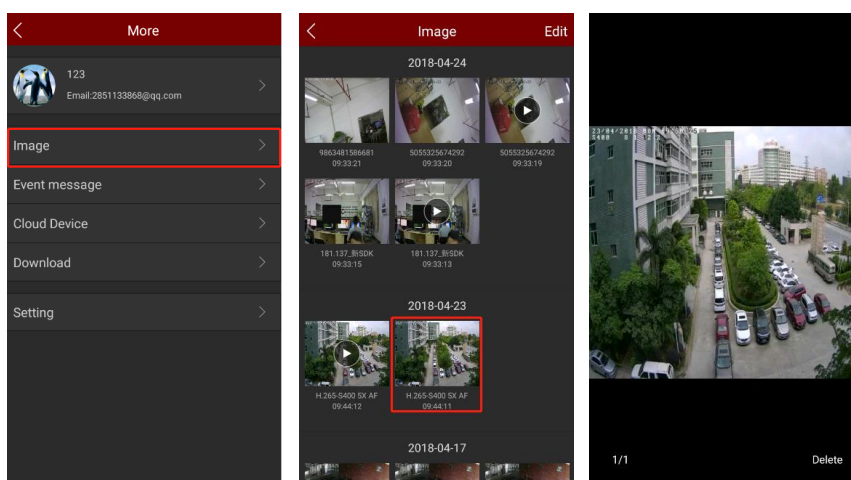 More
123
Email:2851133868@qq.com
Image
Event message
Cloud Device
Download
Setting
Image
Edit
2018-04-24
9863481586681
09:33:21
5055325674292
09:33:20
5055325674292
09:33:19
181.137_新SDK
09:33:15
181.137_新SDK
09:33:13
2018-04-23
H.265-S400 5X AF
09:44:12
H.265-S400 5X AF
09:44:11
2018-04-17
S400
1/1
Delete